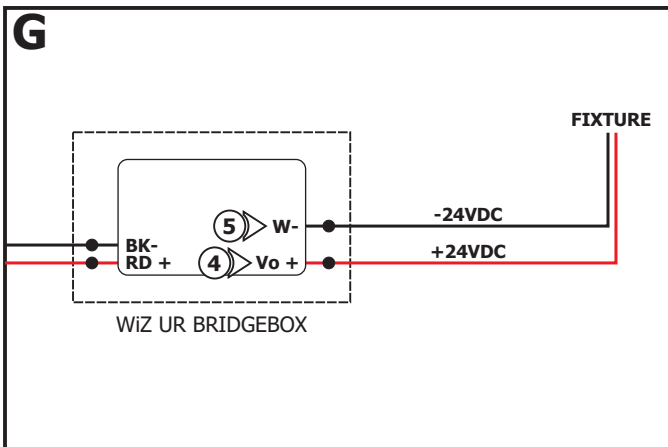 G
FIXTURE
5 W-
-24VDC
BK-
RD +
4 Vo +
+24VDC
WiZ UR BRIDGEBOX